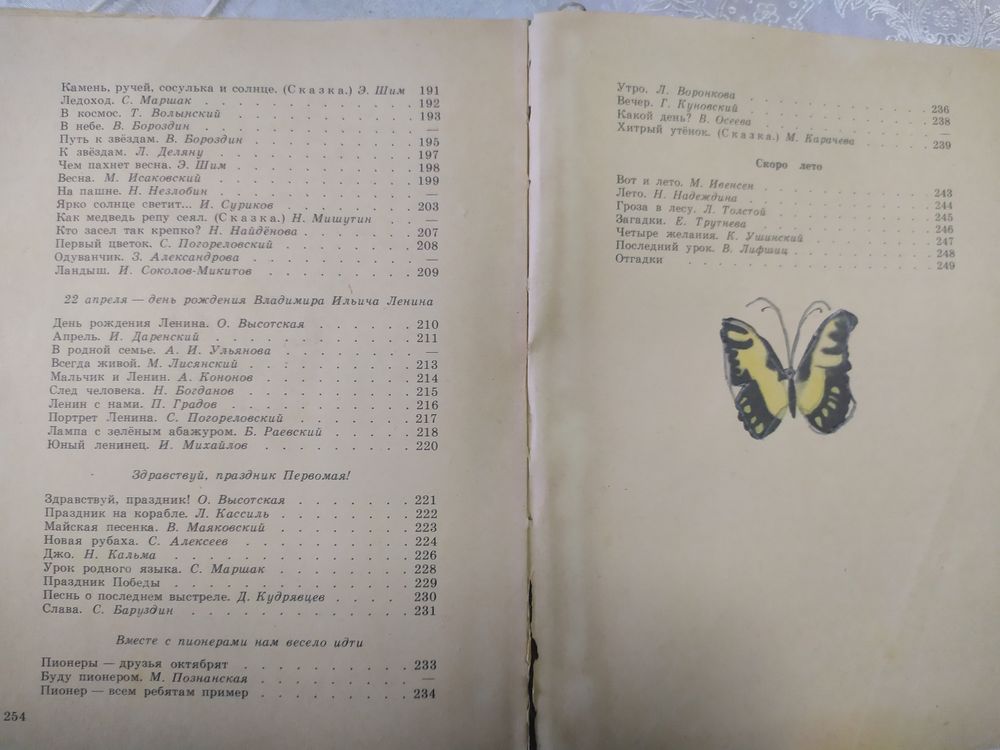 Камень, ручей, сосулька и солнце. (Сказка.) Э. Шим 191
Ледоход. С. Маршак . . . . . . . . . . . . 192
В космос. Т. Волынский . . . . . . . . . . . 193
В небе. В. Бороздин . . . . . . . . . . . . —
Путь к звёздам. В. Бороздин . . . . . . . . . 195
К звёздам. Л. Деляну . . . . . . . . . . . . 197
Чем пахнет весна. Э. Шим . . . . . . . . . . 198
Весна. М. Исаковский . . . . . . . . . . . . 199
На пашне. Н. Незлобин . . . . . . . . . . . —
Ярко солнце светит... И. Суриков . . . . . . . 203
Как медведь репу сеял. (Сказка.) Н. Мишутин . . —
Кто засел так крепко? Н. Найдёнова . . . . . . 207
Первый цветок. С. Погореловский . . . . . . . 208
Одуванчик. З. Александрова . . . . . . . . . —
Ландыш. И. Соколов-Микитов . . . . . . . . 209
22 апреля — день рождения Владимира Ильича Ленина
День рождения Ленина. О. Высотская . . . . . . 210
Апрель. И. Даренский . . . . . . . . . . . . 211
В родной семье. А. И. Ульянова . . . . . . . . —
Всегда живой. М. Лисянский . . . . . . . . . 213
Мальчик и Ленин. А. Кононов . . . . . . . . . 214
След человека. Н. Богданов . . . . . . . . . . 215
Ленин с нами. П. Градов . . . . . . . . . . . 216
Портрет Ленина. С. Погореловский . . . . . . . 217
Лампа с зелёным абажуром. Б. Раевский . . . . . 218
Юный ленинец. И. Михайлов . . . . . . . . . 220
Здравствуй, праздник Первомая!
Здравствуй, праздник! О. Высотская . . . . . . . 221
Праздник на корабле. Л. Кассиль . . . . . . . . 222
Майская песенка. В. Маяковский . . . . . . . . 223
Новая рубаха. С. Алексеев . . . . . . . . . . 224
Джо. Н. Кальма . . . . . . . . . . . . . . 226
Урок родного языка. С. Маршак . . . . . . . . 228
Праздник Победы . . . . . . . . . . . . . 229
Песнь о последнем выстреле. Д. Кудрявцев . . . . 230
Слава. С. Баруздин . . . . . . . . . . . . . 231
Вместе с пионерами нам весело идти
Пионеры — друзья октябрят . . . . . . . . . . 233
Буду пионером. М. Познанская . . . . . . . . . —
Пионер — всем ребятам пример . . . . . . . . . 234
254
Утро. Л. Воронкова . . . . . . . . . . . . 236
Вечер. Г. Куновский . . . . . . . . . . . . 238
Какой день? В. Осеева . . . . . . . . . . . —
Хитрый утёнок. (Сказка.) М. Карачева . . . . . 239
Скоро лето
Вот и лето. М. Ивенсен . . . . . . . . . . . 243
Лето. Н. Надеждина . . . . . . . . . . . . 244
Гроза в лесу. Л. Толстой . . . . . . . . . . . 245
Загадки. Е. Трутнева . . . . . . . . . . . . 246
Четыре желания. К. Ушинский . . . . . . . . . 247
Последний урок. В. Лифшиц . . . . . . . . . . 248
Отгадки . . . . . . . . . . . . . . . . 249